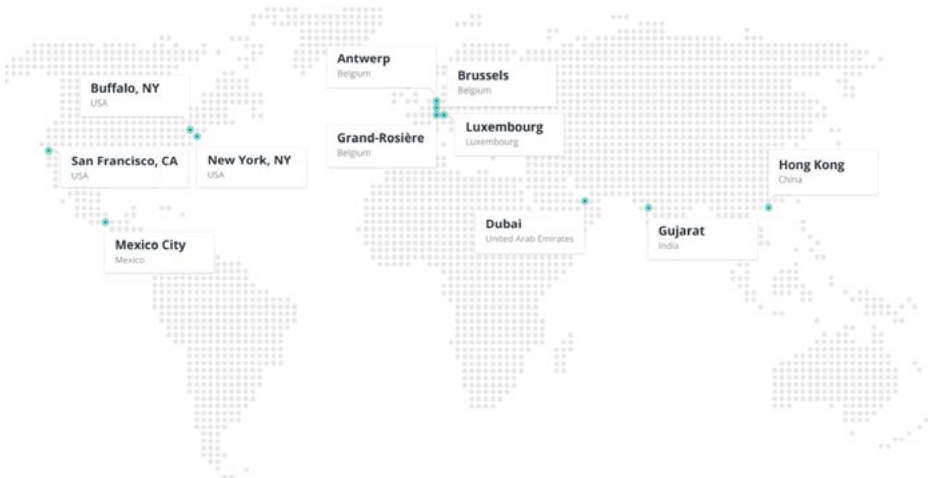 Antwerp
Belgium
Brussels
Belgium
Buffalo, NY
USA
Luxembourg
Luxembourg
Grand-Rosière
Belgium
San Francisco, CA
USA
New York, NY
USA
Hong Kong
China
Dubai
United Arab Emirates
Gujarat
India
Mexico City
Mexico